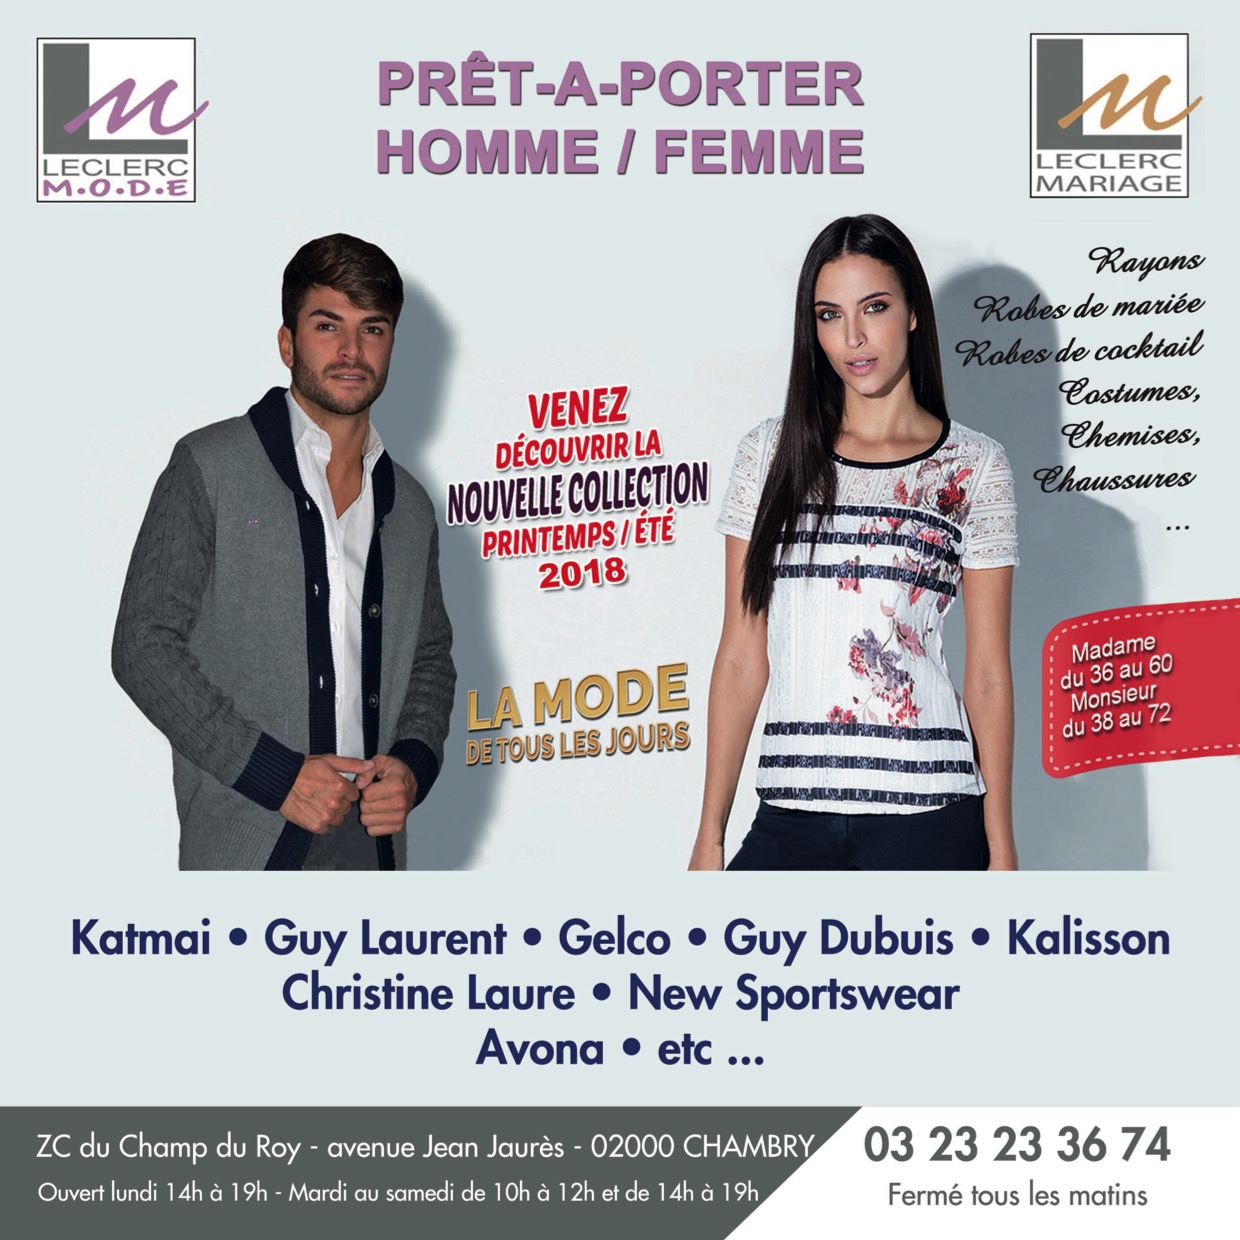 LECLERC
M.O.D.E
PRÊT-A-PORTER
HOMME / FEMME
LECLERC
MARIAGE
Rayons
Robes de mariée
Robes de cocktail
Costumes,
Chemises,
Chaussures
...
VENEZ
DÉCOUVRIR LA
NOUVELLE COLLECTION
PRINTEMPS / ÉTÉ
2018
LA MODE
DE TOUS LES JOURS
Madame
du 36 au 60
Monsieur
du 38 au 72
Katmai • Guy Laurent • Gelco • Guy Dubuis • Kalisson
Christine Laure • New Sportswear
Avona • etc ...
ZC du Champ du Roy - avenue Jean Jaurès - 02000 CHAMBRY
Ouvert lundi 14h à 19h - Mardi au samedi de 10h à 12h et de 14h à 19h
03 23 23 36 74
Fermé tous les matins